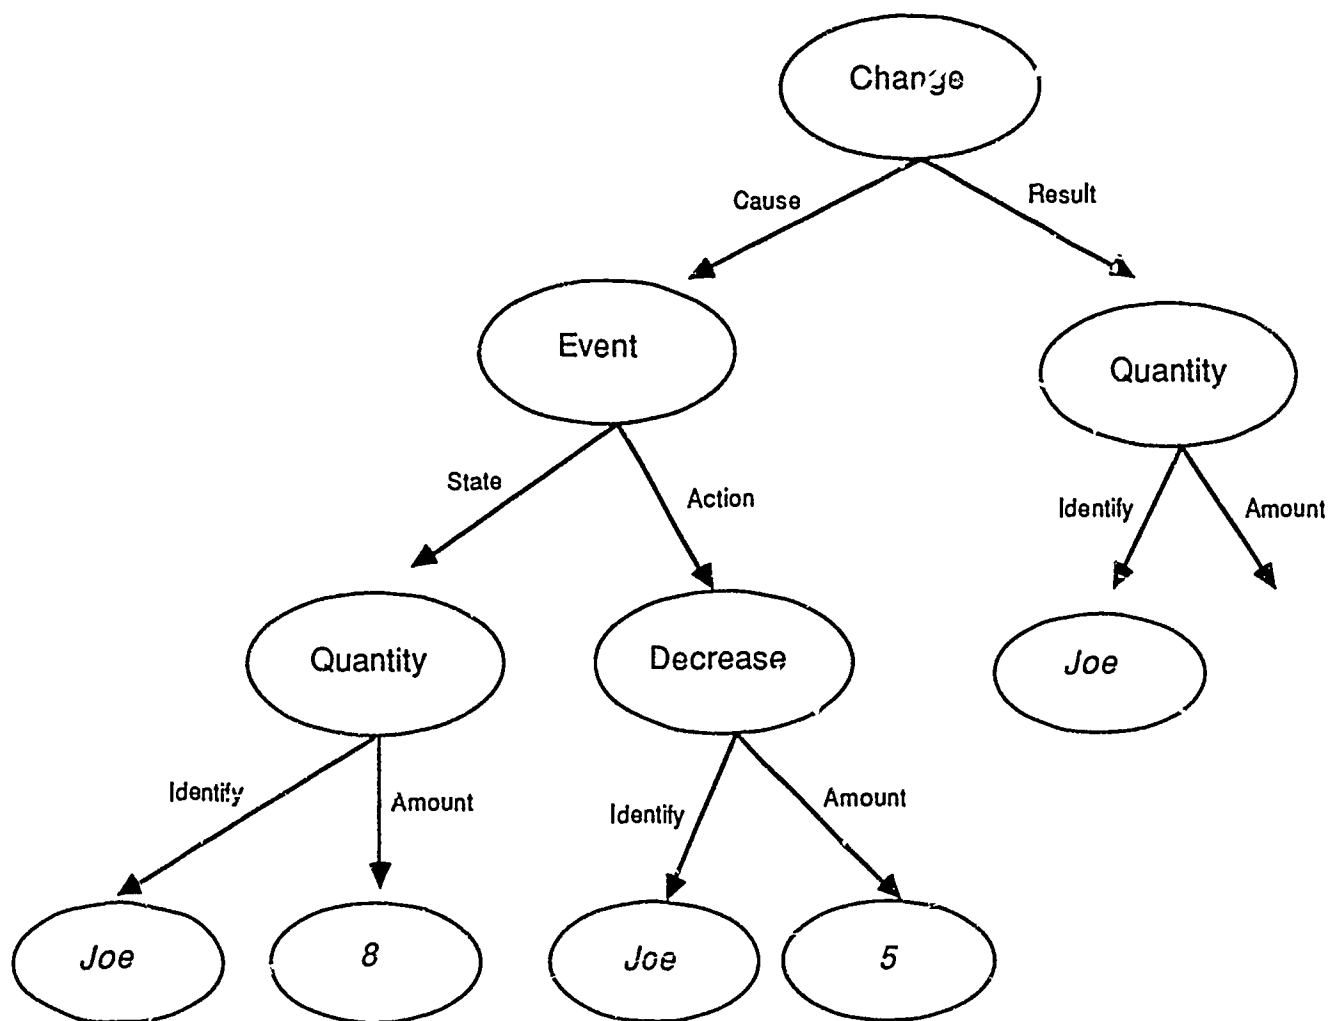 Change
Cause
Result
Event
Quantity
State
Action
Identify
Amount
Quantity
Decrease
Joe
Identify
Amount
Identify
Amount
Joe
8
Joe
5